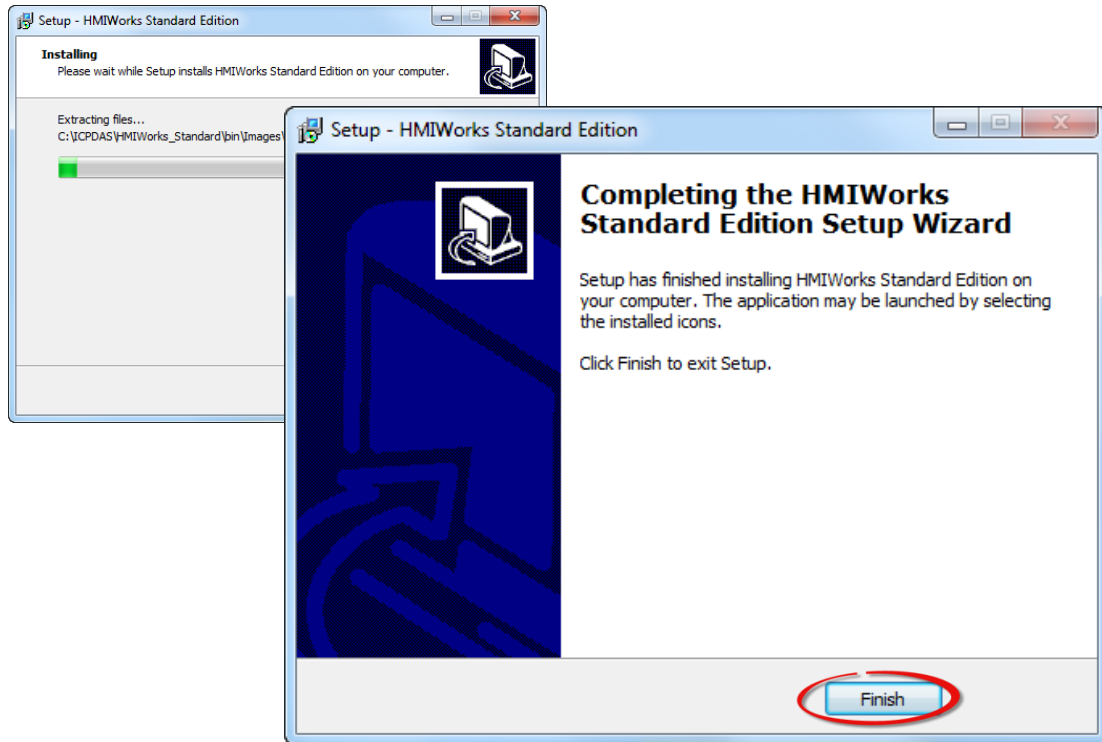 Setup - HMIWorks Standard Edition
Installing
Please wait while Setup installs HMIWorks Standard Edition on your computer.
Extracting files...
C:\ICPDAS\HMIWorks_Standard\bin\Images\
Setup - HMIWorks Standard Edition
Completing the HMIWorks
Standard Edition Setup Wizard
Setup has finished installing HMIWorks Standard Edition on
your computer. The application may be launched by selecting
the installed icons.
Click Finish to exit Setup.
Finish